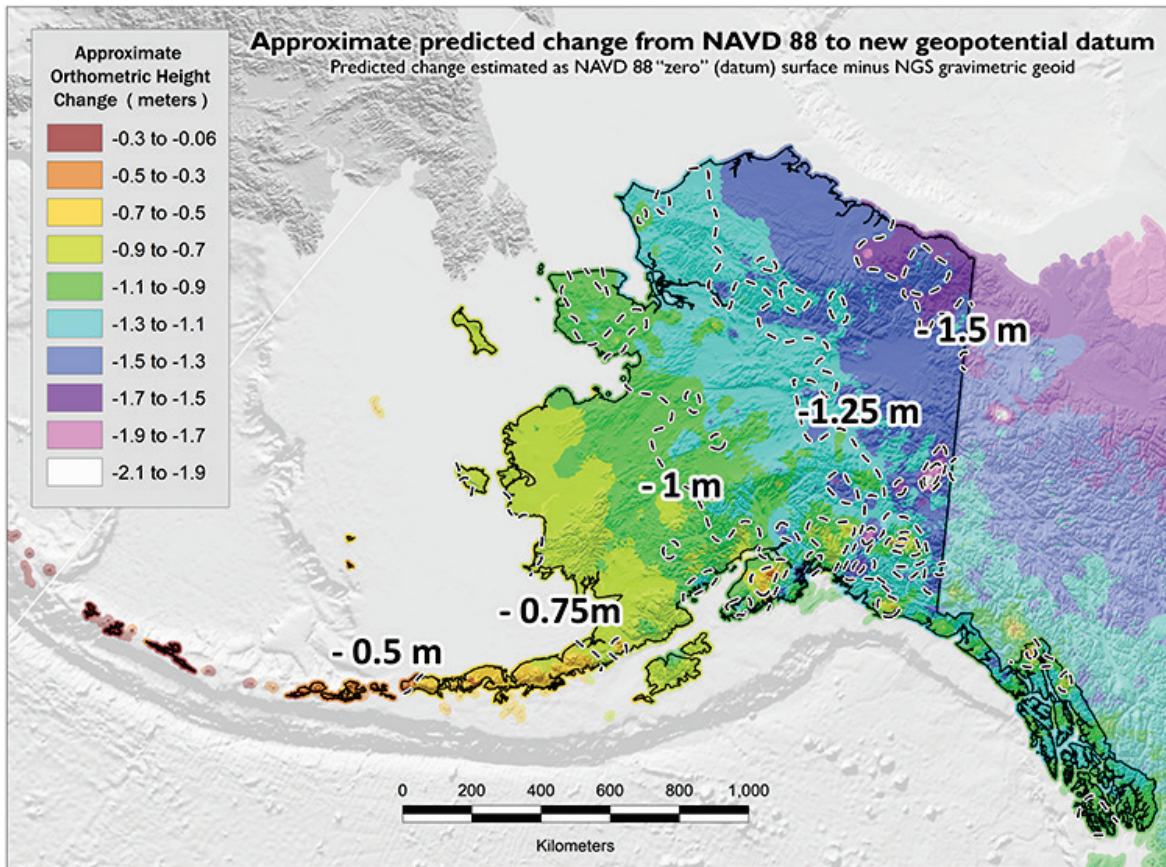 Approximate predicted change from NAVD 88 to new geopotential datum
Predicted change estimated as NAVD 88 “zero” (datum) surface minus NGS gravimetric geoid
Approximate
Orthometric Height
Change ( meters )
-0.3 to -0.06
-0.5 to -0.3
-0.7 to -0.5
-0.9 to -0.7
-1.1 to -0.9
-1.3 to -1.1
-1.5 to -1.3
-1.7 to -1.5
-1.9 to -1.7
-2.1 to -1.9
- 1.5 m
-1.25 m
- 1 m
- 0.75m
- 0.5 m
0 200 400 600 800 1,000
Kilometers